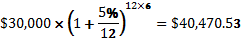 $30,000 × (1 + 5%/12)^12×6 = $40,470.53